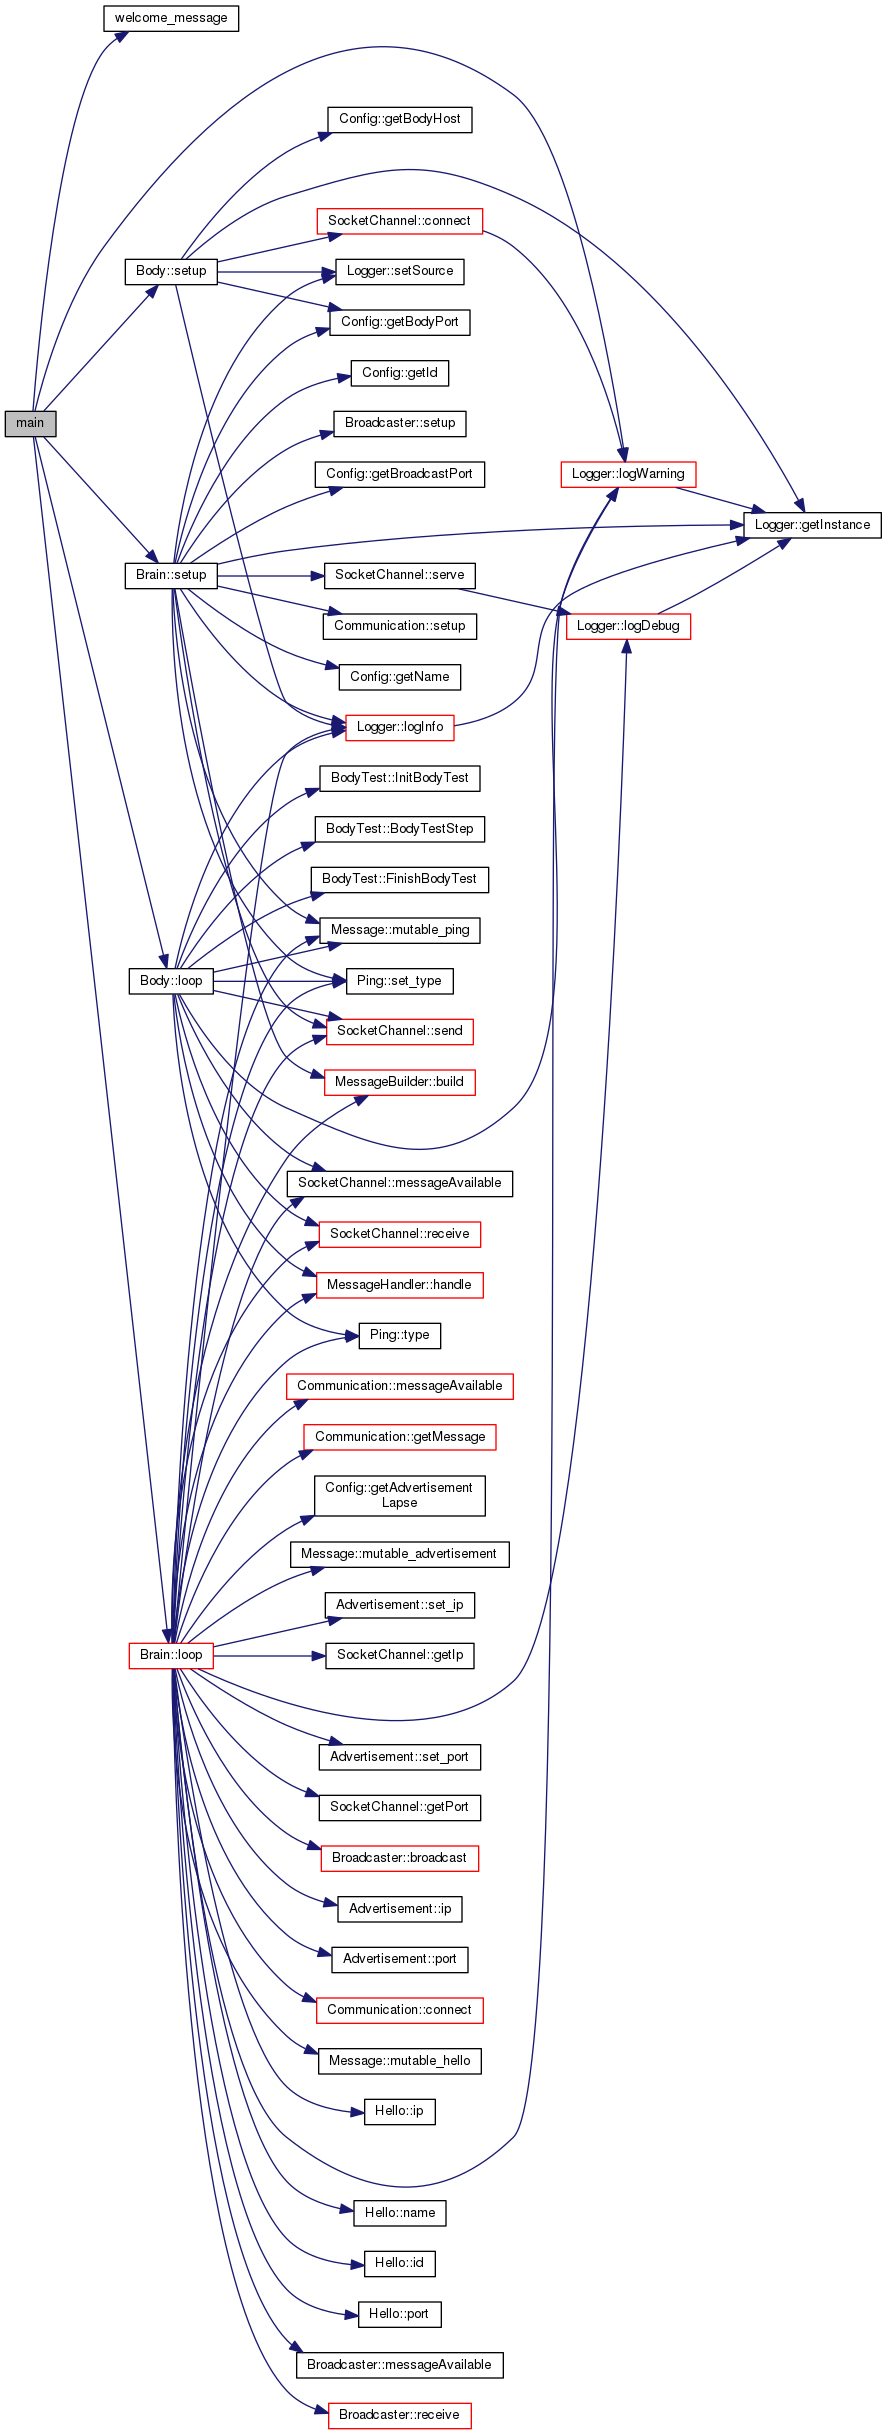 welcome_message
Config::getBodyHost
SocketChannel::connect
Body::setup
Logger::setSource
Config::getBodyPort
Config::getId
main
Broadcaster::setup
Config::getBroadcastPort
Logger::logWarning
Logger::getInstance
Brain::setup
SocketChannel::serve
Communication::setup
Logger::logDebug
Config::getName
Logger::logInfo
BodyTest::InitBodyTest
BodyTest::BodyTestStep
BodyTest::FinishBodyTest
Message::mutable_ping
Body::loop
Ping::set_type
SocketChannel::send
MessageBuilder::build
SocketChannel::messageAvailable
SocketChannel::receive
MessageHandler::handle
Ping::type
Communication::messageAvailable
Communication::getMessage
Config::getAdvertisement
Lapse
Message::mutable_advertisement
Advertisement::set_ip
Brain::loop
SocketChannel::getIp
Advertisement::set_port
SocketChannel::getPort
Broadcaster::broadcast
Advertisement::ip
Advertisement::port
Communication::connect
Message::mutable_hello
Hello::ip
Hello::name
Hello::id
Hello::port
Broadcaster::messageAvailable
Broadcaster::receive